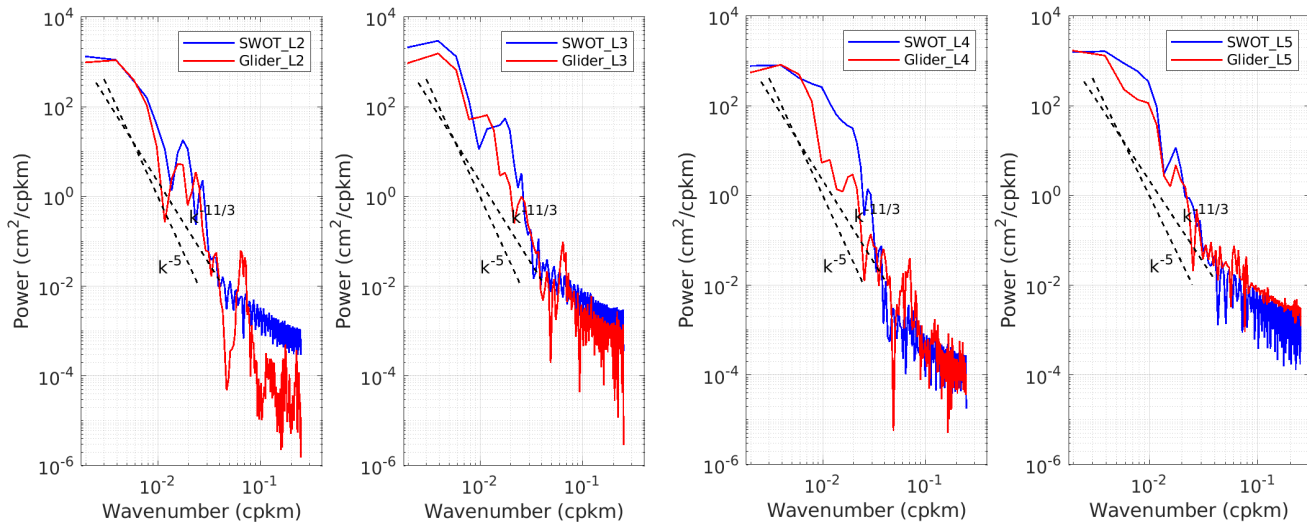 SWOT_L2
Glider_L2
10^4
10^2
10^0
10^-2
10^-4
10^-6
Power (cm^2/cpkm)
k^-11/3
k^-5
10^-2 10^-1
Wavenumber (cpkm)
SWOT_L3
Glider_L3
10^4
10^2
10^0
10^-2
10^-4
10^-6
Power (cm^2/cpkm)
k^-11/3
k^-5
10^-2 10^-1
Wavenumber (cpkm)
SWOT_L4
Glider_L4
10^4
10^2
10^0
10^-2
10^-4
10^-6
Power (cm^2/cpkm)
k^-11/3
k^-5
10^-2 10^-1
Wavenumber (cpkm)
SWOT_L5
Glider_L5
10^4
10^2
10^0
10^-2
10^-4
10^-6
Power (cm^2/cpkm)
k^-11/3
k^-5
10^-2 10^-1
Wavenumber (cpkm)